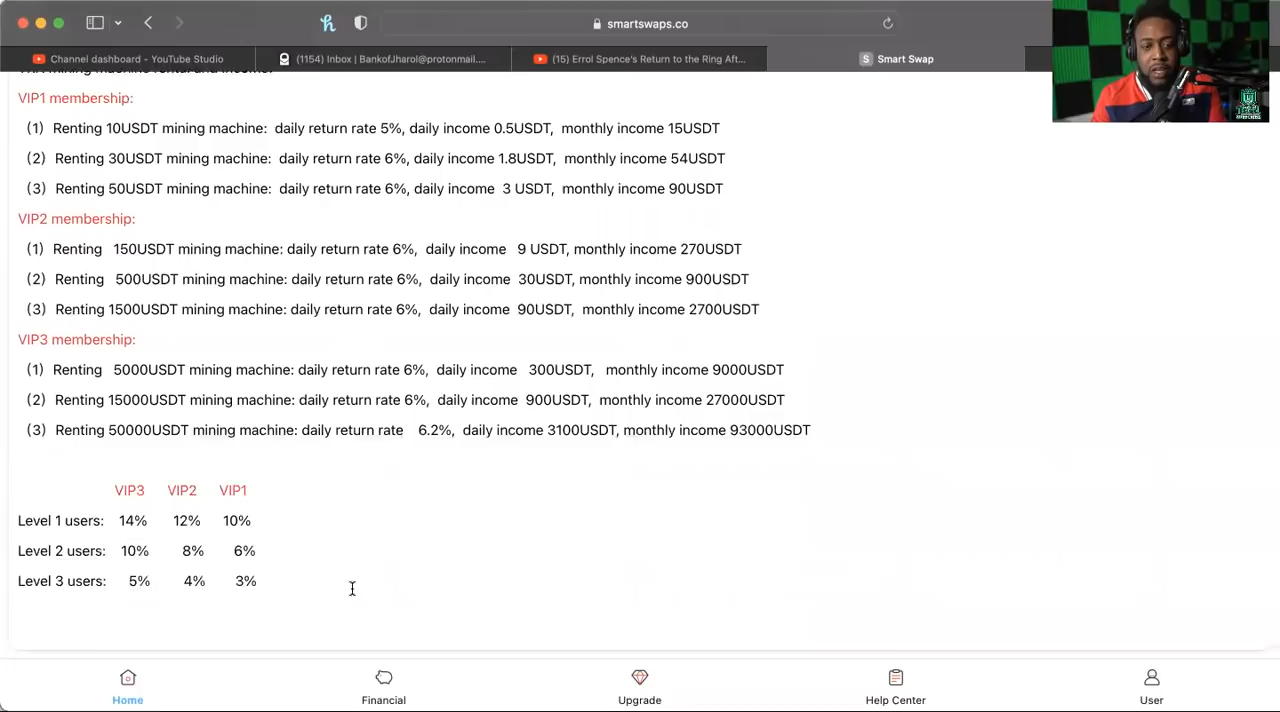 smartswaps.co
Channel dashboard - YouTube Studio
(1154) Inbox | BankofJharol@protonmail....
(15) Errol Spence's Return to the Ring Aft...
S Smart Swap
VIP1 membership:
(1) Renting 10USDT mining machine: daily return rate 5%, daily income 0.5USDT, monthly income 15USDT
(2) Renting 30USDT mining machine: daily return rate 6%, daily income 1.8USDT, monthly income 54USDT
(3) Renting 50USDT mining machine: daily return rate 6%, daily income 3 USDT, monthly income 90USDT
VIP2 membership:
(1) Renting 150USDT mining machine: daily return rate 6%, daily income 9 USDT, monthly income 270USDT
(2) Renting 500USDT mining machine: daily return rate 6%, daily income 30USDT, monthly income 900USDT
(3) Renting 1500USDT mining machine: daily return rate 6%, daily income 90USDT, monthly income 2700USDT
VIP3 membership:
(1) Renting 5000USDT mining machine: daily return rate 6%, daily income 300USDT, monthly income 9000USDT
(2) Renting 15000USDT mining machine: daily return rate 6%, daily income 900USDT, monthly income 27000USDT
(3) Renting 50000USDT mining machine: daily return rate 6.2%, daily income 3100USDT, monthly income 93000USDT
VIP3 VIP2 VIP1
Level 1 users: 14% 12% 10%
Level 2 users: 10% 8% 6%
Level 3 users: 5% 4% 3%
Home Financial Upgrade Help Center User